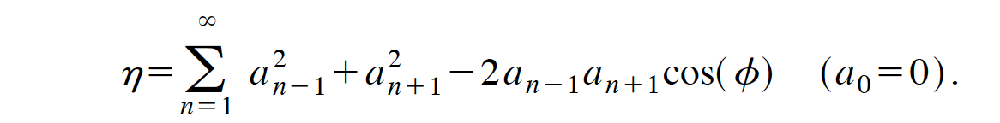 η=∑_{n=1}^{∞} a_{n−1}^{2}+a_{n+1}^{2}−2a_{n−1}a_{n+1}cos(ϕ) (a_0=0).